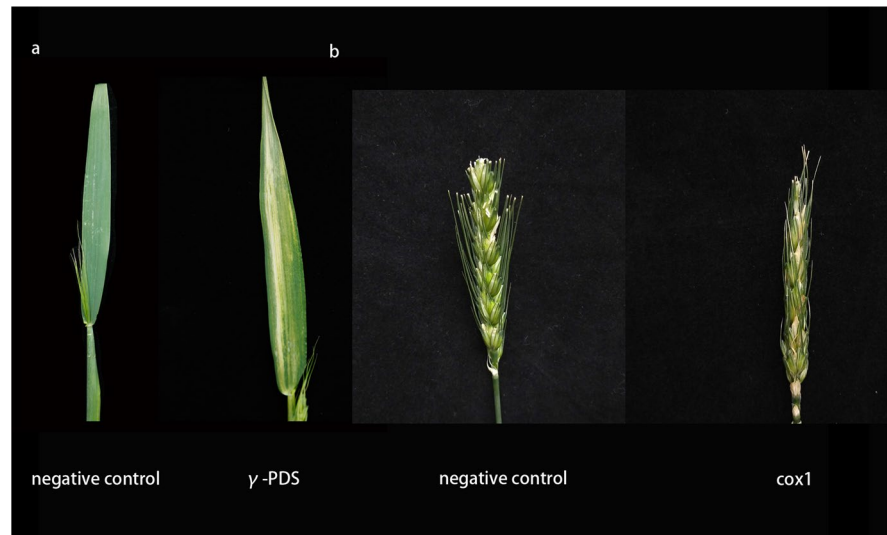 a
b
negative control
γ -PDS
negative control
cox1